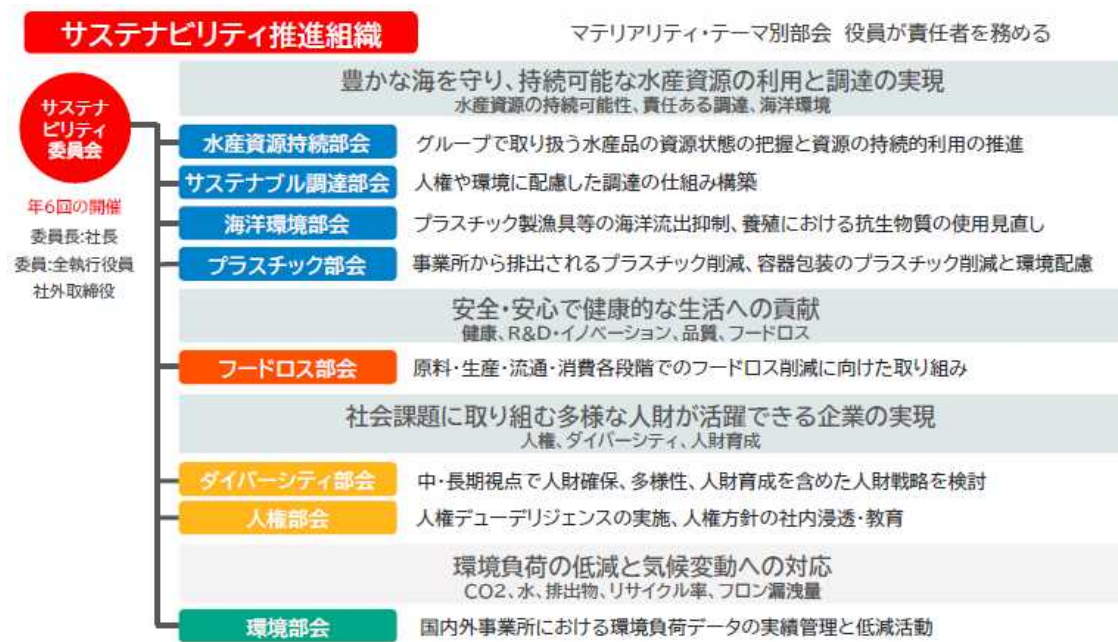 サステナビリティ推進組織
マテリアリティ・テーマ別部会 役員が責任者を務める
サステナ
ビリティ
委員会
年6回の開催
委員長:社長
委員:全執行役員
社外取締役
豊かな海を守り、持続可能な水産資源の利用と調達の実現
水産資源の持続可能性、責任ある調達、海洋環境
水産資源持続部会 グループで取り扱う水産品の資源状態の把握と資源の持続的利用の推進
サステナブル調達部会 人権や環境に配慮した調達の仕組み構築
海洋環境部会 プラスチック製漁具等の海洋流出抑制、養殖における抗生物質の使用見直し
プラスチック部会 事業所から排出されるプラスチック削減、容器包装のプラスチック削減と環境配慮
安全・安心で健康的な生活への貢献
健康、R&D・イノベーション、品質、フードロス
フードロス部会 原料・生産・流通・消費各段階でのフードロス削減に向けた取り組み
社会課題に取り組む多様な人財が活躍できる企業の実現
人権、ダイバーシティ、人財育成
ダイバーシティ部会 中・長期視点で人財確保、多様性、人財育成を含めた人財戦略を検討
人権部会 人権デューデリジェンスの実施、人権方針の社内浸透・教育
環境負荷の低減と気候変動への対応
CO2、水、排出物、リサイクル率、フロン漏洩量
環境部会 国内外事業所における環境負荷データの実績管理と低減活動